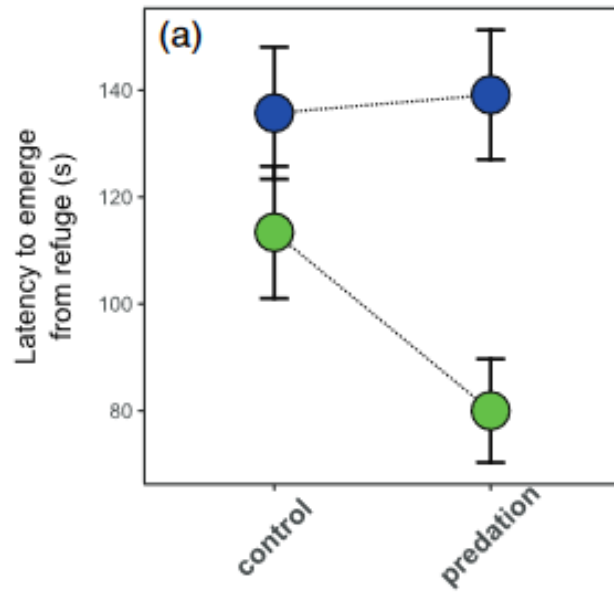 (a)
Latency to emerge
from refuge (s)
140
120
100
80
control
predation